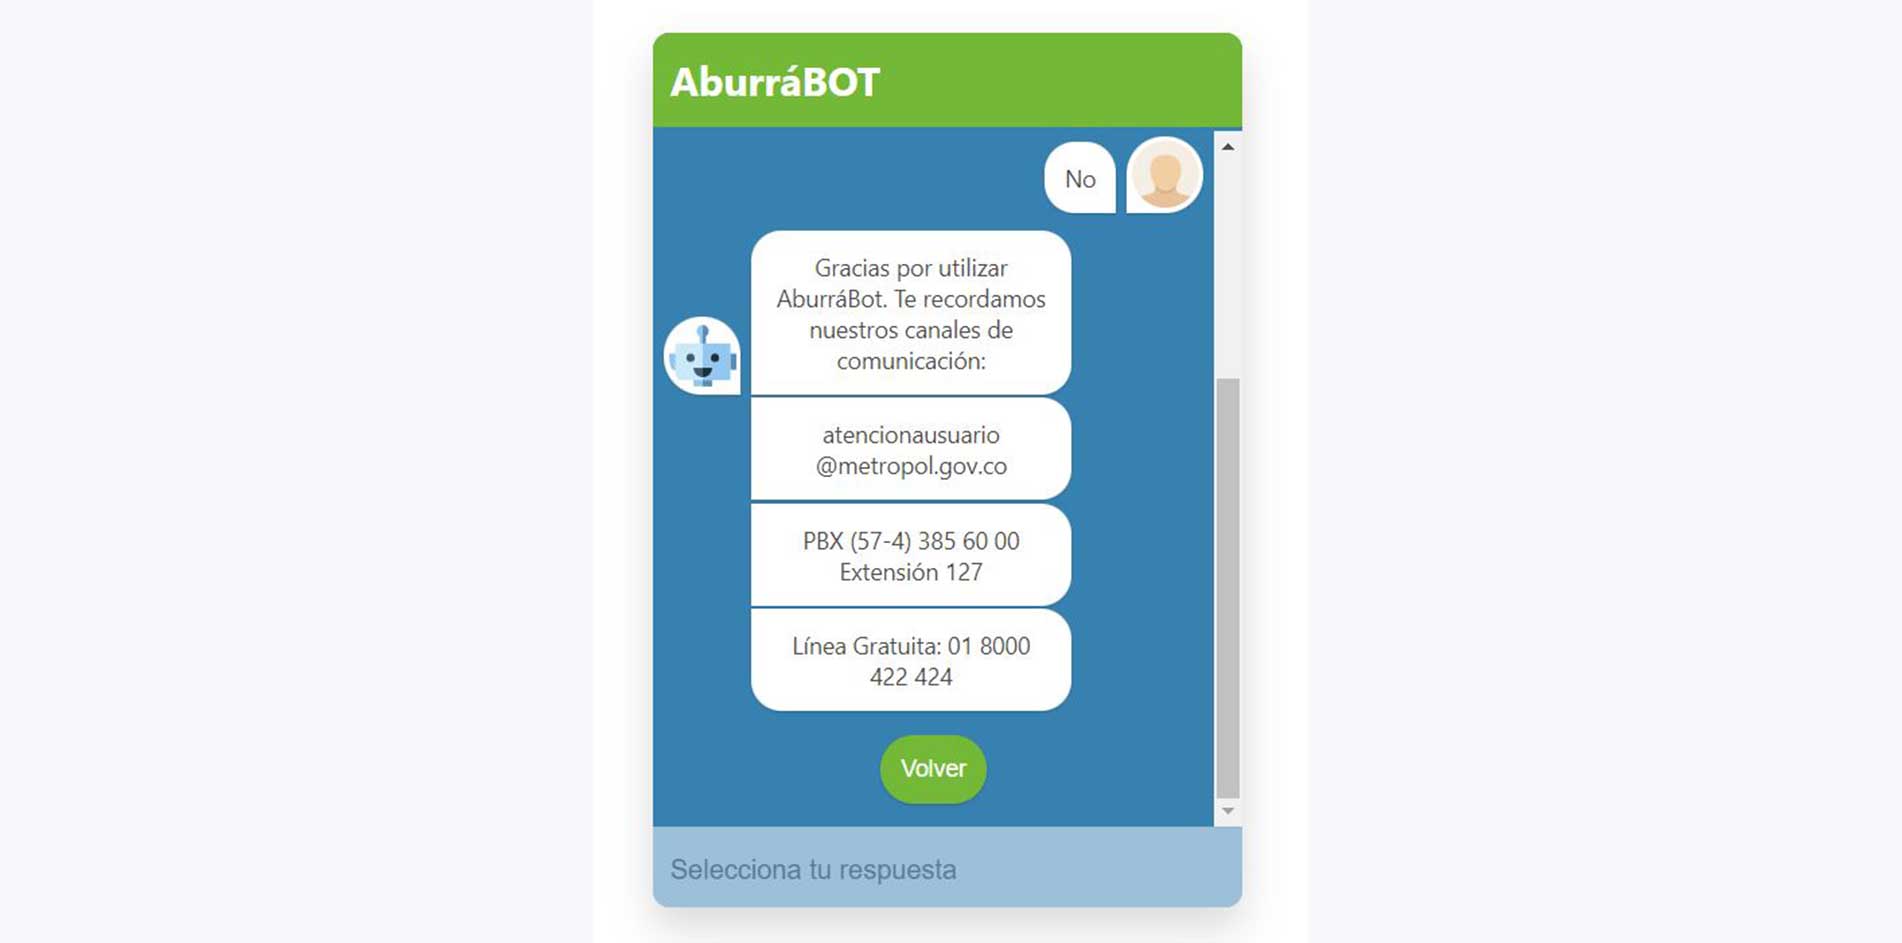 AburráBOT
No
Gracias por utilizar
AburráBot. Te recordamos
nuestros canales de
comunicación:
atencionausuario
@metropol.gov.co
PBX (57-4) 385 60 00
Extensión 127
Línea Gratuita: 01 8000
422 424
Volver
Selecciona tu respuesta